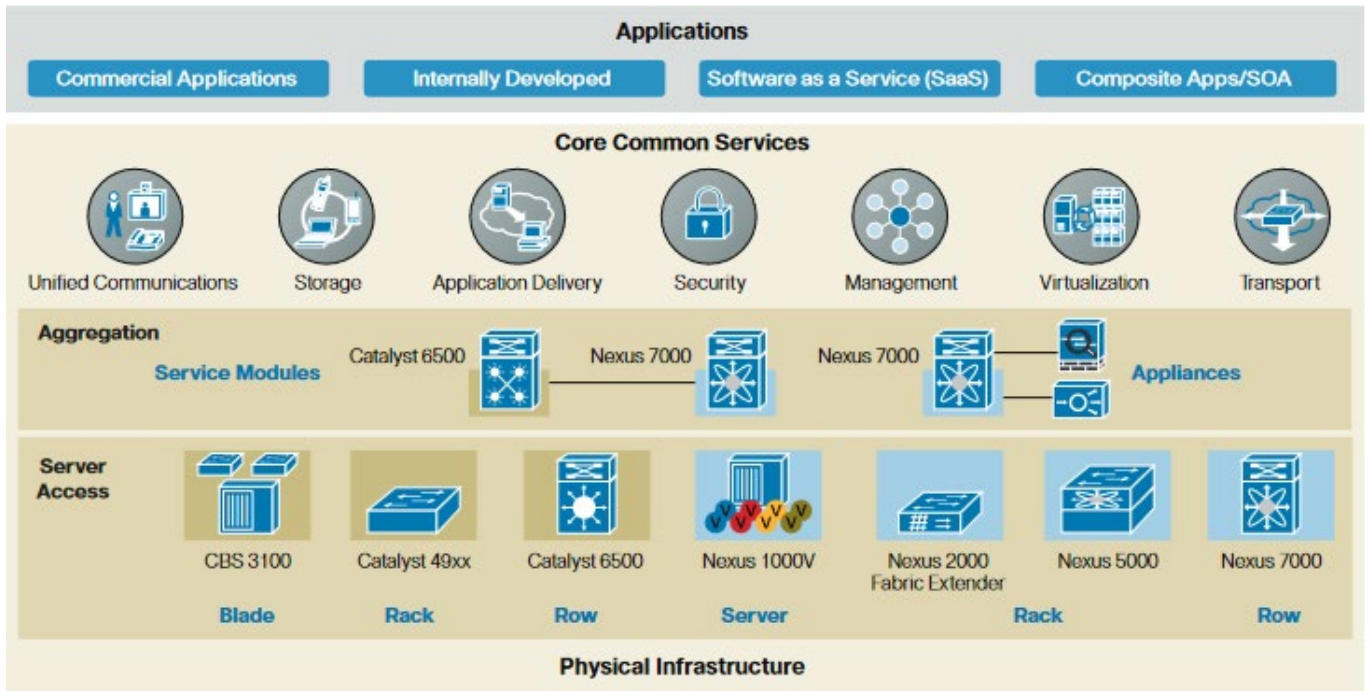 Applications
Commercial Applications
Internally Developed
Software as a Service (SaaS)
Composite Apps/SOA
Core Common Services
Unified Communications
Storage
Application Delivery
Security
Management
Virtualization
Transport
Aggregation
Service Modules
Catalyst 6500
Nexus 7000
Nexus 7000
Appliances
Server
Access
CBS 3100
Catalyst 49xx
Catalyst 6500
V V V V V V V V
Nexus 1000V
Nexus 2000
Fabric Extender
Nexus 5000
Nexus 7000
Blade
Rack
Row
Server
Rack
Row
Physical Infrastructure